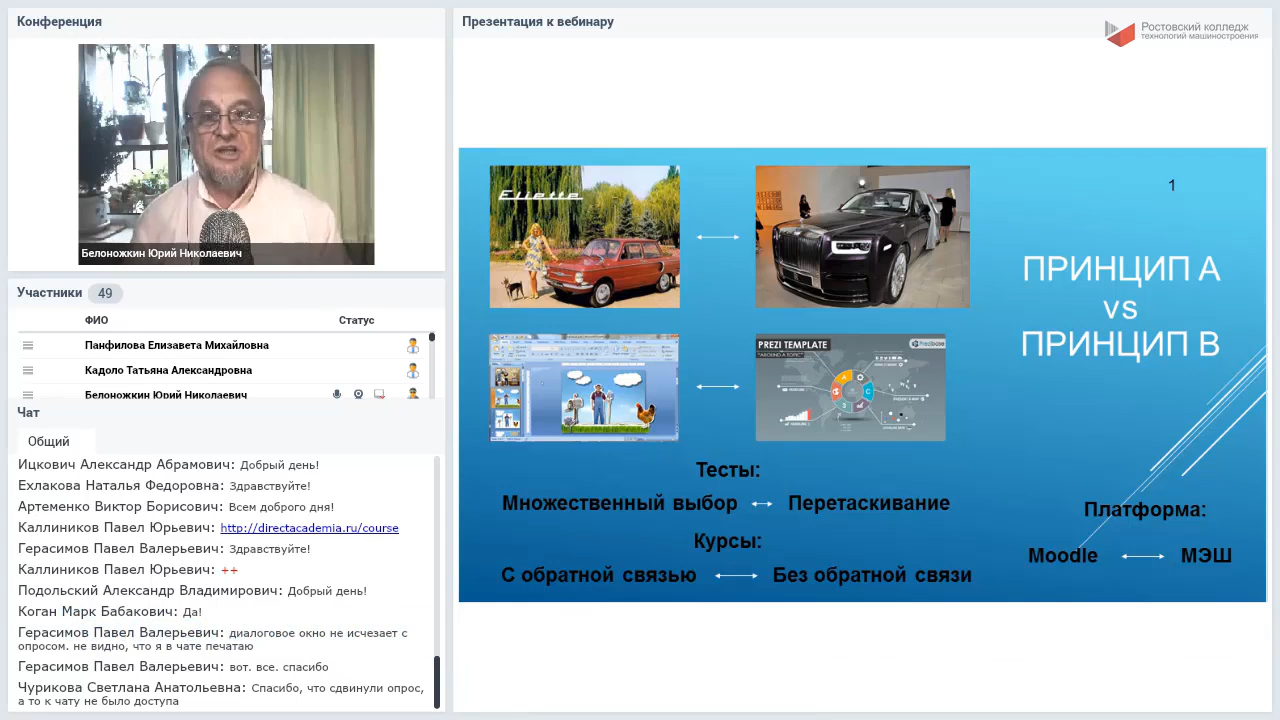 Конференция
Белоножкин Юрий Николаевич
Участники 49
ФИО Статус
Панфилова Елизавета Михайловна
Кадоло Татьяна Александровна
Белоножкин Юрий Николаевич
Чат
Общий
Ицкович Александр Абрамович: Добрый день!
Ехлакова Наталья Федоровна: Здравствуйте!
Артеменко Виктор Борисович: Всем доброго дня!
Каллиников Павел Юрьевич: http://directacademia.ru/course
Герасимов Павел Валерьевич: Здравствуйте!
Каллиников Павел Юрьевич: ++
Подольский Александр Владимирович: Добрый день!
Коган Марк Бабакович: Да!
Герасимов Павел Валерьевич: диалоговое окно не исчезает с
опросом. не видно, что я в чате печатаю
Герасимов Павел Валерьевич: вот. все. спасибо
Чурикова Светлана Анатольевна: Спасибо, что сдвинули опрос,
а то к чату не было доступа
Презентация к вебинару
Ростовский колледж
технологий машиностроения
Eliette
1
ПРИНЦИП А
vs
ПРИНЦИП В
PREZI TEMPLATE
"AROUND A TOPIC"
Тесты:
Множественный выбор Перетаскивание
Курсы:
С обратной связью Без обратной связи
Платформа:
Moodle МЭШ